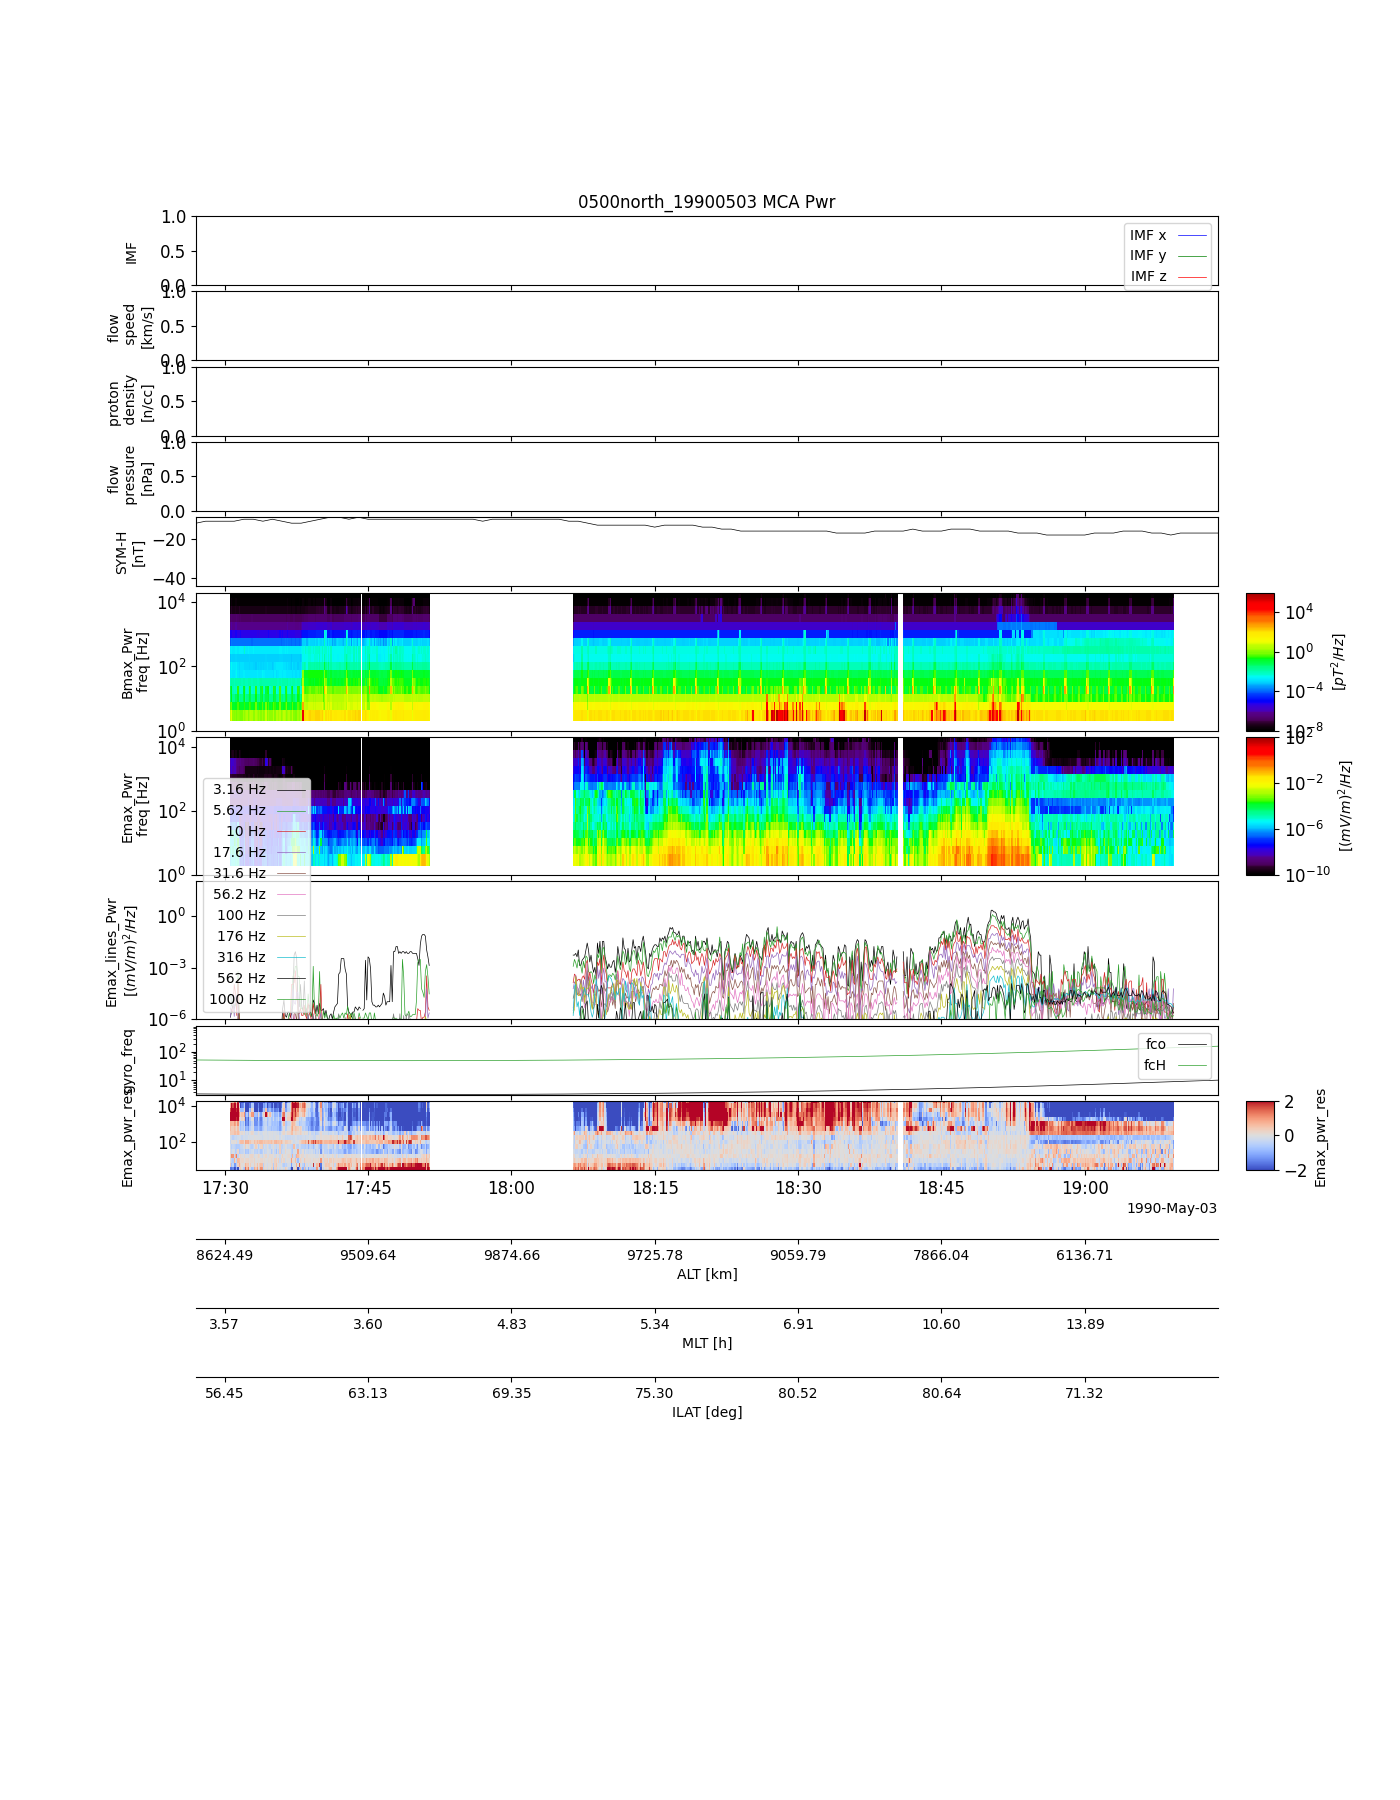 0500north_19900503 MCA Pwr
1.0
0.5
0.0
IMF
IMF x
IMF y
IMF z
1.0
0.5
0.0
flow
speed
[km/s]
1.0
0.5
0.0
proton
density
[n/cc]
1.0
0.5
0.0
flow
pressure
[nPa]
−20
−40
SYM-H
[nT]
10^4
10^2
10^0
Bmax_Pwr
freq [Hz]
10^4
10^0
10^−4
10^−8
[pT^2/Hz]
10^4
10^2
10^0
Emax_Pwr
freq [Hz]
10^2
10^−2
10^−6
10^−10
[(mV/m)^2/Hz]
3.16 Hz
5.62 Hz
10 Hz
17.6 Hz
31.6 Hz
56.2 Hz
100 Hz
176 Hz
316 Hz
562 Hz
1000 Hz
10^0
10^−3
10^−6
Emax_lines_Pwr
[(mV/m)^2/Hz]
10^2
10^1
gyro_freq
fco
fcH
10^4
10^2
Emax_pwr_res
2
0
−2
Emax_pwr_res
17:30 17:45 18:00 18:15 18:30 18:45 19:00
1990-May-03
8624.49 9509.64 9874.66 9725.78 9059.79 7866.04 6136.71
ALT [km]
3.57 3.60 4.83 5.34 6.91 10.60 13.89
MLT [h]
56.45 63.13 69.35 75.30 80.52 80.64 71.32
ILAT [deg]